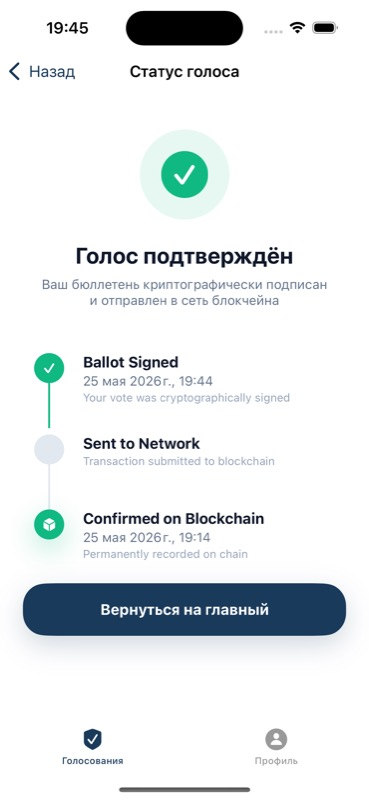 19:45
Назад
Статус голоса
Голос подтверждён
Ваш бюллетень криптографически подписан
и отправлен в сеть блокчейна
Ballot Signed
25 мая 2026 г., 19:44
Your vote was cryptographically signed
Sent to Network
Transaction submitted to blockchain
Confirmed on Blockchain
25 мая 2026 г., 19:14
Permanently recorded on chain
Вернуться на главный
Голосования
Профиль